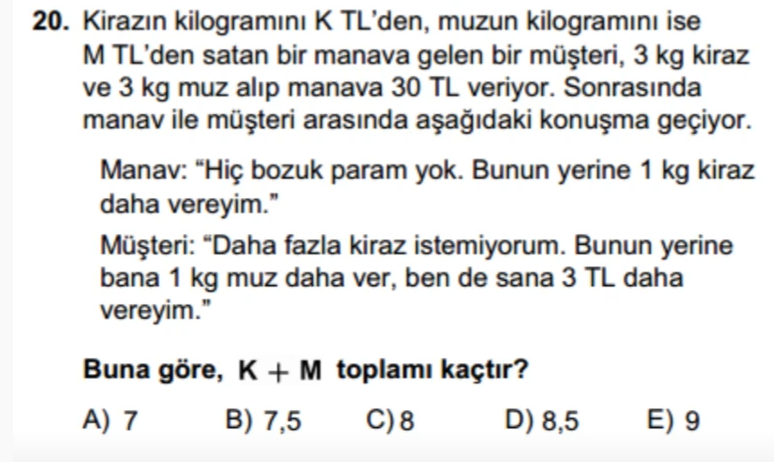 20. Kirazın kilogramını K TL'den, muzun kilogramını ise
M TL'den satan bir manava gelen bir müşteri, 3 kg kiraz
ve 3 kg muz alıp manava 30 TL veriyor. Sonrasında
manav ile müşteri arasında aşağıdaki konuşma geçiyor.
Manav: “Hiç bozuk param yok. Bunun yerine 1 kg kiraz
daha vereyim.”
Müşteri: “Daha fazla kiraz istemiyorum. Bunun yerine
bana 1 kg muz daha ver, ben de sana 3 TL daha
vereyim.”
Buna göre, K + M toplamı kaçtır?
A) 7 B) 7,5 C) 8 D) 8,5 E) 9